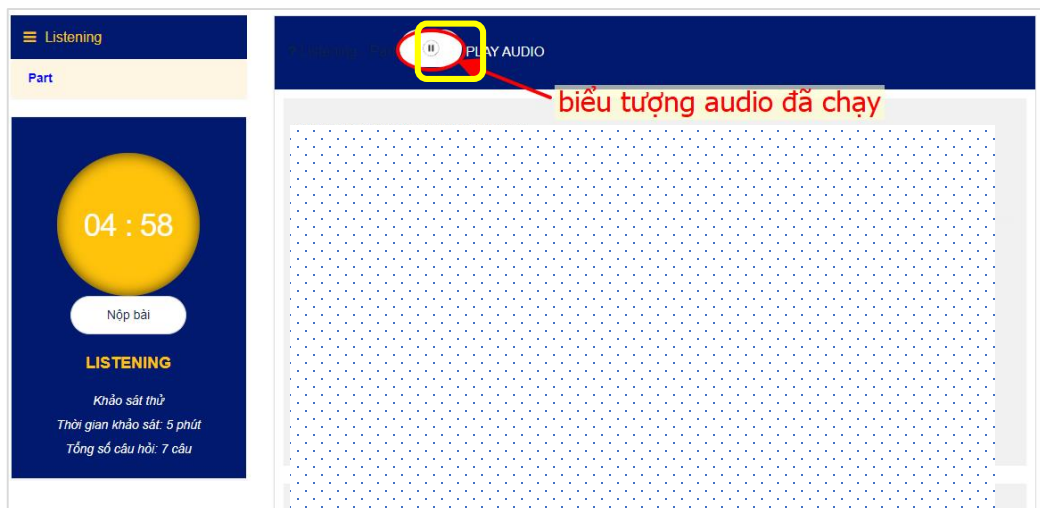 Listening
Part
04 : 58
Nộp bài
LISTENING
Khảo sát thử
Thời gian khảo sát: 5 phút
Tổng số câu hỏi: 7 câu
PLAY AUDIO
biểu tượng audio đã chạy